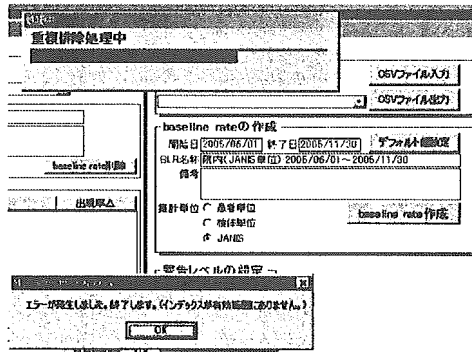 重複排除処理中
CSVファイル入力
CSVファイル出力
baseline rateの作成
開始日 2005/06/01 終了日 2005/11/30 デフォルト値設定
BLR名称 院内(JANIS単位) 2005/06/01～2005/11/30
備考
baseline rate削除
出現率△
集計単位 患者単位
検体単位
JANIS
baseline rate作成
警告レベルの設定
エラーが発生しました。終了します。(インデックスが有効範囲にありません。)
OK